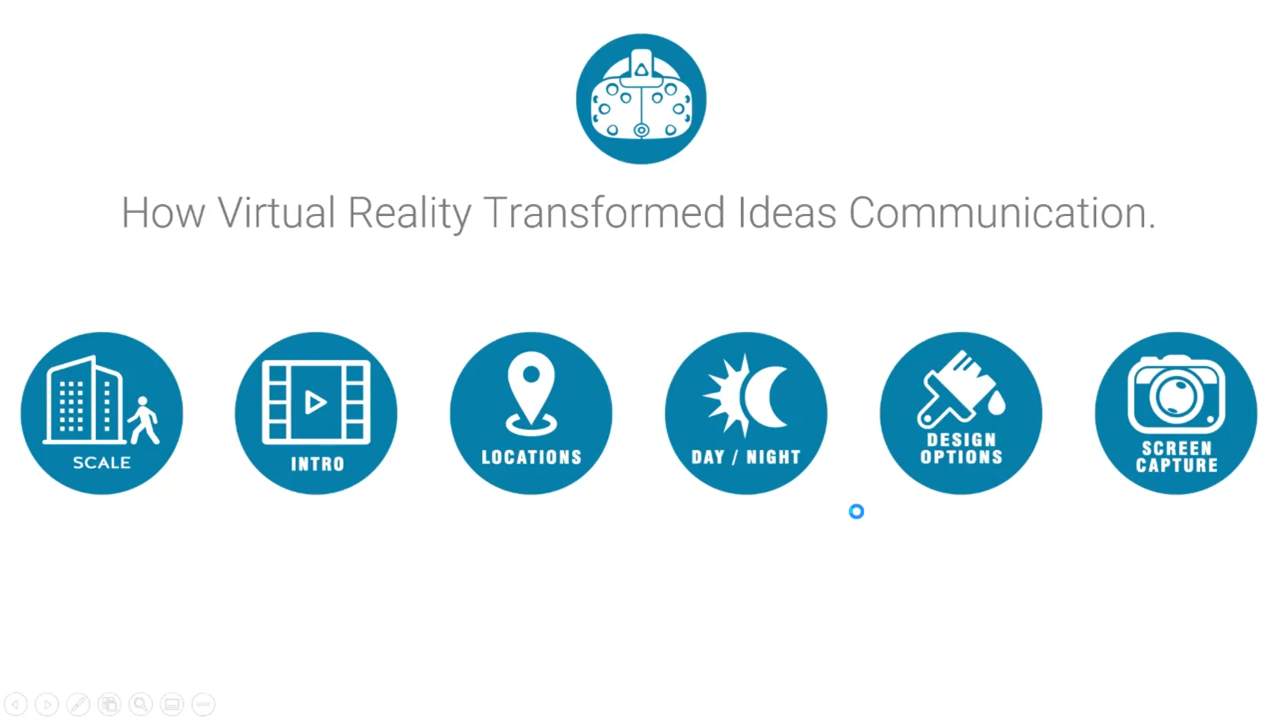 How Virtual Reality Transformed Ideas Communication.
SCALE
INTRO
LOCATIONS
DAY / NIGHT
DESIGN
OPTIONS
SCREEN
CAPTURE